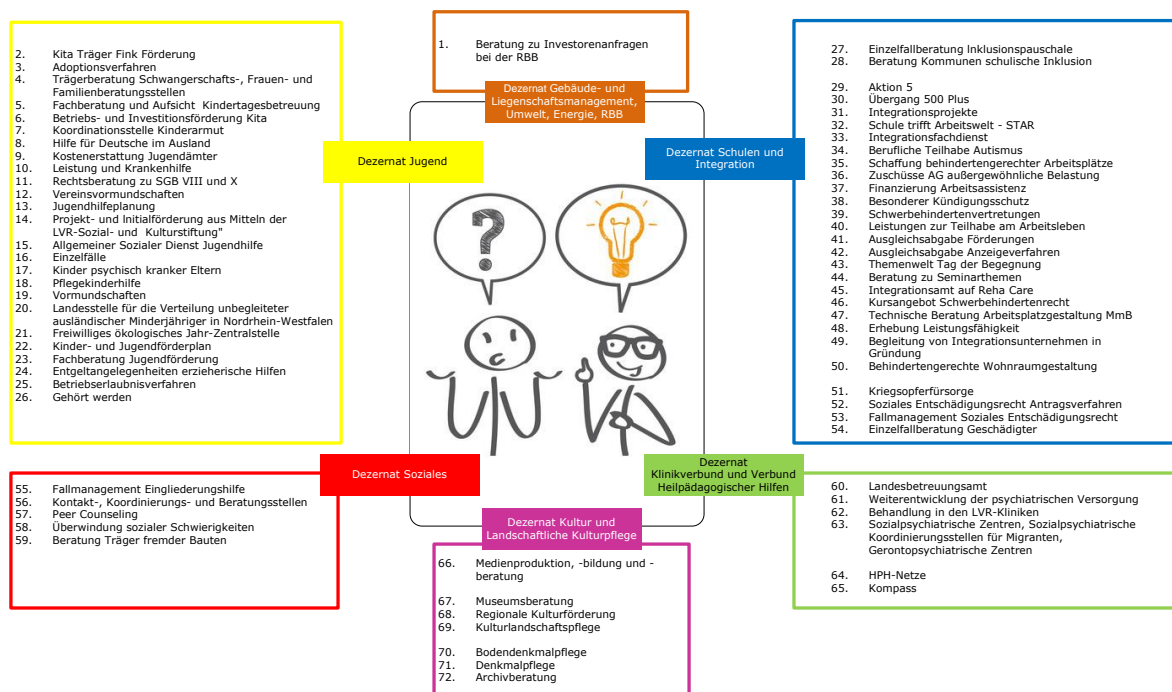 1. Beratung zu Investorenanfragen
bei der RBB
Dezernat Gebäude- und
Liegenschaftsmanagement,
Umwelt, Energie, RBB
2. Kita Träger Fink Förderung
3. Adoptionsverfahren
4. Trägerberatung Schwangerschafts-, Frauen- und
Familienberatungsstellen
5. Fachberatung und Aufsicht Kindertagesbetreuung
6. Betriebs- und Investitionsförderung Kita
7. Koordinationsstelle Kinderarmut
8. Hilfe für Deutsche im Ausland
9. Kostenerstattung Jugendämter
10. Leistung und Krankenhilfe
11. Rechtsberatung zu SGB VIII und X
12. Vereinsvormundschaften
13. Jugendhilfeplanung
14. Projekt- und lnitialförderung aus Mitteln der
LVR-Sozial- und Kulturstiftung"
15. Allgemeiner Sozialer Dienst Jugendhilfe
16. Einzelfälle
17. Kinder psychisch kranker Eltern
18. Pflegekinderhilfe
19. Vormundschaften
20. Landesstelle für die Verteilung unbegleiteter
ausländischer Minderjähriger in Nordrhein-Westfalen
21. Freiwilliges ökologisches Jahr-Zentralstelle
22. Kinder- und Jugendförderplan
23. Fachberatung Jugendförderung
24. Entgeltangelegenheiten erzieherische Hilfen
25. Betriebserlaubnisverfahren
26. Gehört werden
Dezernat Jugend
Dezernat Schulen und
Integration
27. Einzelfallberatung lnklusionspauschale
28. Beratung Kommunen schulische Inklusion
29. Aktion 5
30. Übergang 500 Plus
31. Integrationsprojekte
32. Schule trifft Arbeitswelt - STAR
33. Integrationsfachdienst
34. Berufliche Teilhabe Autismus
35. Schaffung behindertengerechter Arbeitsplätze
36. Zuschüsse AG außergewöhnliche Belastung
37. Finanzierung Arbeitsassistenz
38. Besonderer Kündigungsschutz
39. Schwerbehindertenvertretungen
40. Leistungen zur Teilhabe am Arbeitsleben
41. Ausgleichsabgabe Förderungen
42. Ausgleichsabgabe Anzeigeverfahren
43. Themenwelt Tag der Begegnung
44. Beratung zu Seminarthemen
45. Integrationsamt auf Reha Care
46. Kursangebot Schwerbehindertenrecht
47. Technische Beratung Arbeitsplatzgestaltung MmB
48. Erhebung Leistungsfähigkeit
49. Begleitung von Integrationsunternehmen in
Gründung
50. Behindertengerechte Wohnraumgestaltung
51. Kriegsopferfürsorge
52. Soziales Entschädigungsrecht Antragsverfahren
53. Fallmanagement Soziales Entschädigungsrecht
54. Einzelfallberatung Geschädigter
?
Dezernat Soziales
55. Fallmanagement Eingliederungshilfe
56. Kontakt-, Koordinierungs- und Beratungsstellen
57. Peer Counseling
58. Überwindung sozialer Schwierigkeiten
59. Beratung Träger fremder Bauten
Dezernat
Klinikverbund und Verbund
Heilpädagogischer Hilfen
60. Landesbetreuungsamt
61. Weiterentwicklung der psychiatrischen Versorgung
62. Behandlung in den LVR-Kliniken
63. Sozialpsychiatrische Zentren, Sozialpsychiatrische
Koordinierungsstellen für Migranten,
Gerontopsychiatrische Zentren
64. HPH-Netze
65. Kompass
Dezernat Kultur und
Landschaftliche Kulturpflege
66. Medienproduktion, -bildung und -
beratung
67. Museumsberatung
68. Regionale Kulturförderung
69. Kulturlandschaftspflege
70. Bodendenkmalpflege
71. Denkmalpflege
72. Archivberatung